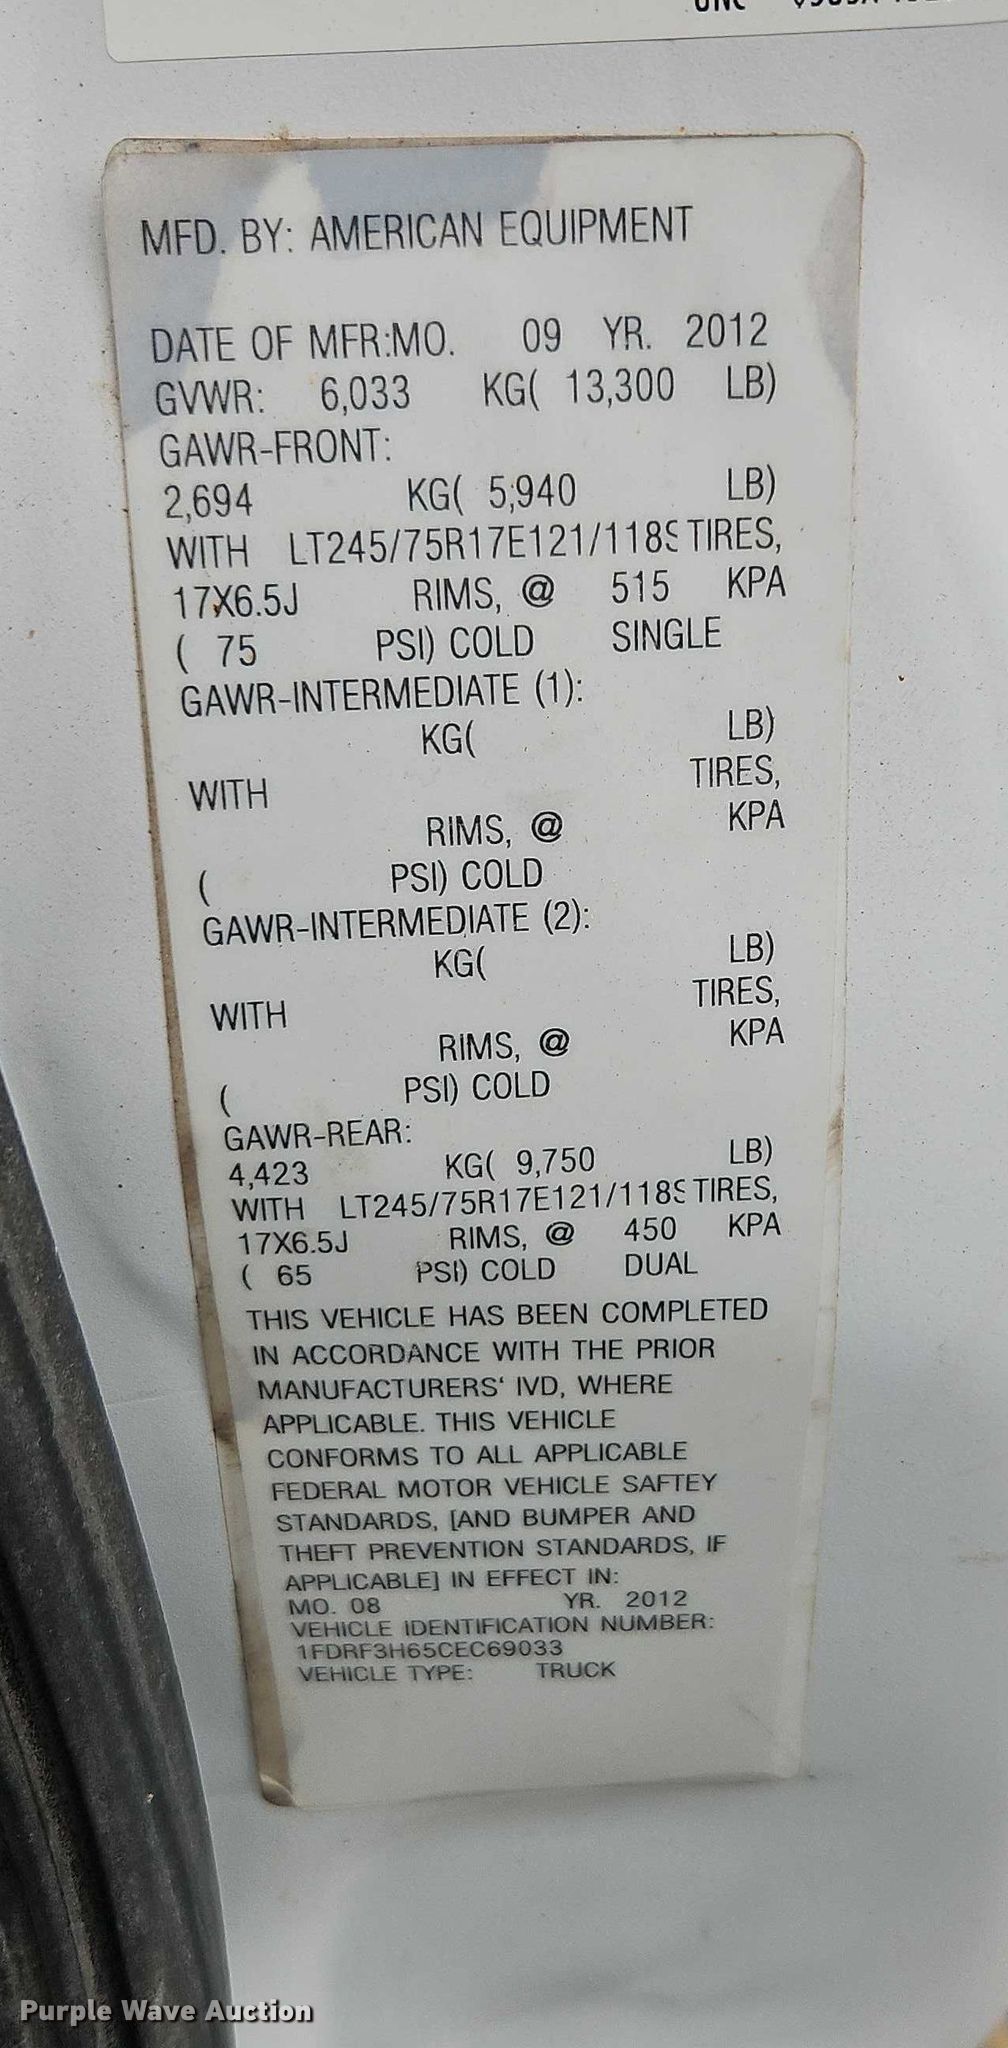 MFD. BY: AMERICAN EQUIPMENT
DATE OF MFR:MO. 09 YR. 2012
GVWR: 6,033 KG( 13,300 LB)
GAWR-FRONT:
2,694 KG( 5,940 LB)
WITH LT245/75R17E121/118S TIRES,
17X6.5J RIMS, @ 515 KPA
( 75 PSI) COLD SINGLE
GAWR-INTERMEDIATE (1):
KG( LB)
WITH TIRES,
RIMS, @ KPA
( PSI) COLD
GAWR-INTERMEDIATE (2):
KG( LB)
WITH TIRES,
RIMS, @ KPA
( PSI) COLD
GAWR-REAR:
4,423 KG( 9,750 LB)
WITH LT245/75R17E121/118S TIRES,
17X6.5J RIMS, @ 450 KPA
( 65 PSI) COLD DUAL
THIS VEHICLE HAS BEEN COMPLETED
IN ACCORDANCE WITH THE PRIOR
MANUFACTURERS' IVD, WHERE
APPLICABLE. THIS VEHICLE
CONFORMS TO ALL APPLICABLE
FEDERAL MOTOR VEHICLE SAFTEY
STANDARDS, [AND BUMPER AND
THEFT PREVENTION STANDARDS, IF
APPLICABLE] IN EFFECT IN:
MO. 08 YR. 2012
VEHICLE IDENTIFICATION NUMBER:
1FDRF3H65CEC69033
VEHICLE TYPE: TRUCK
Purple Wave Auction